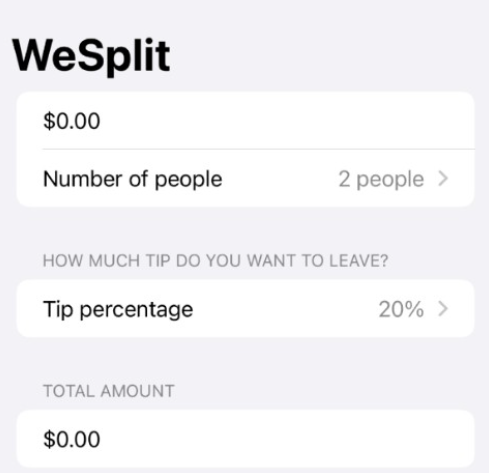 WeSplit
$0.00
Number of people 2 people
HOW MUCH TIP DO YOU WANT TO LEAVE?
Tip percentage 20%
TOTAL AMOUNT
$0.00